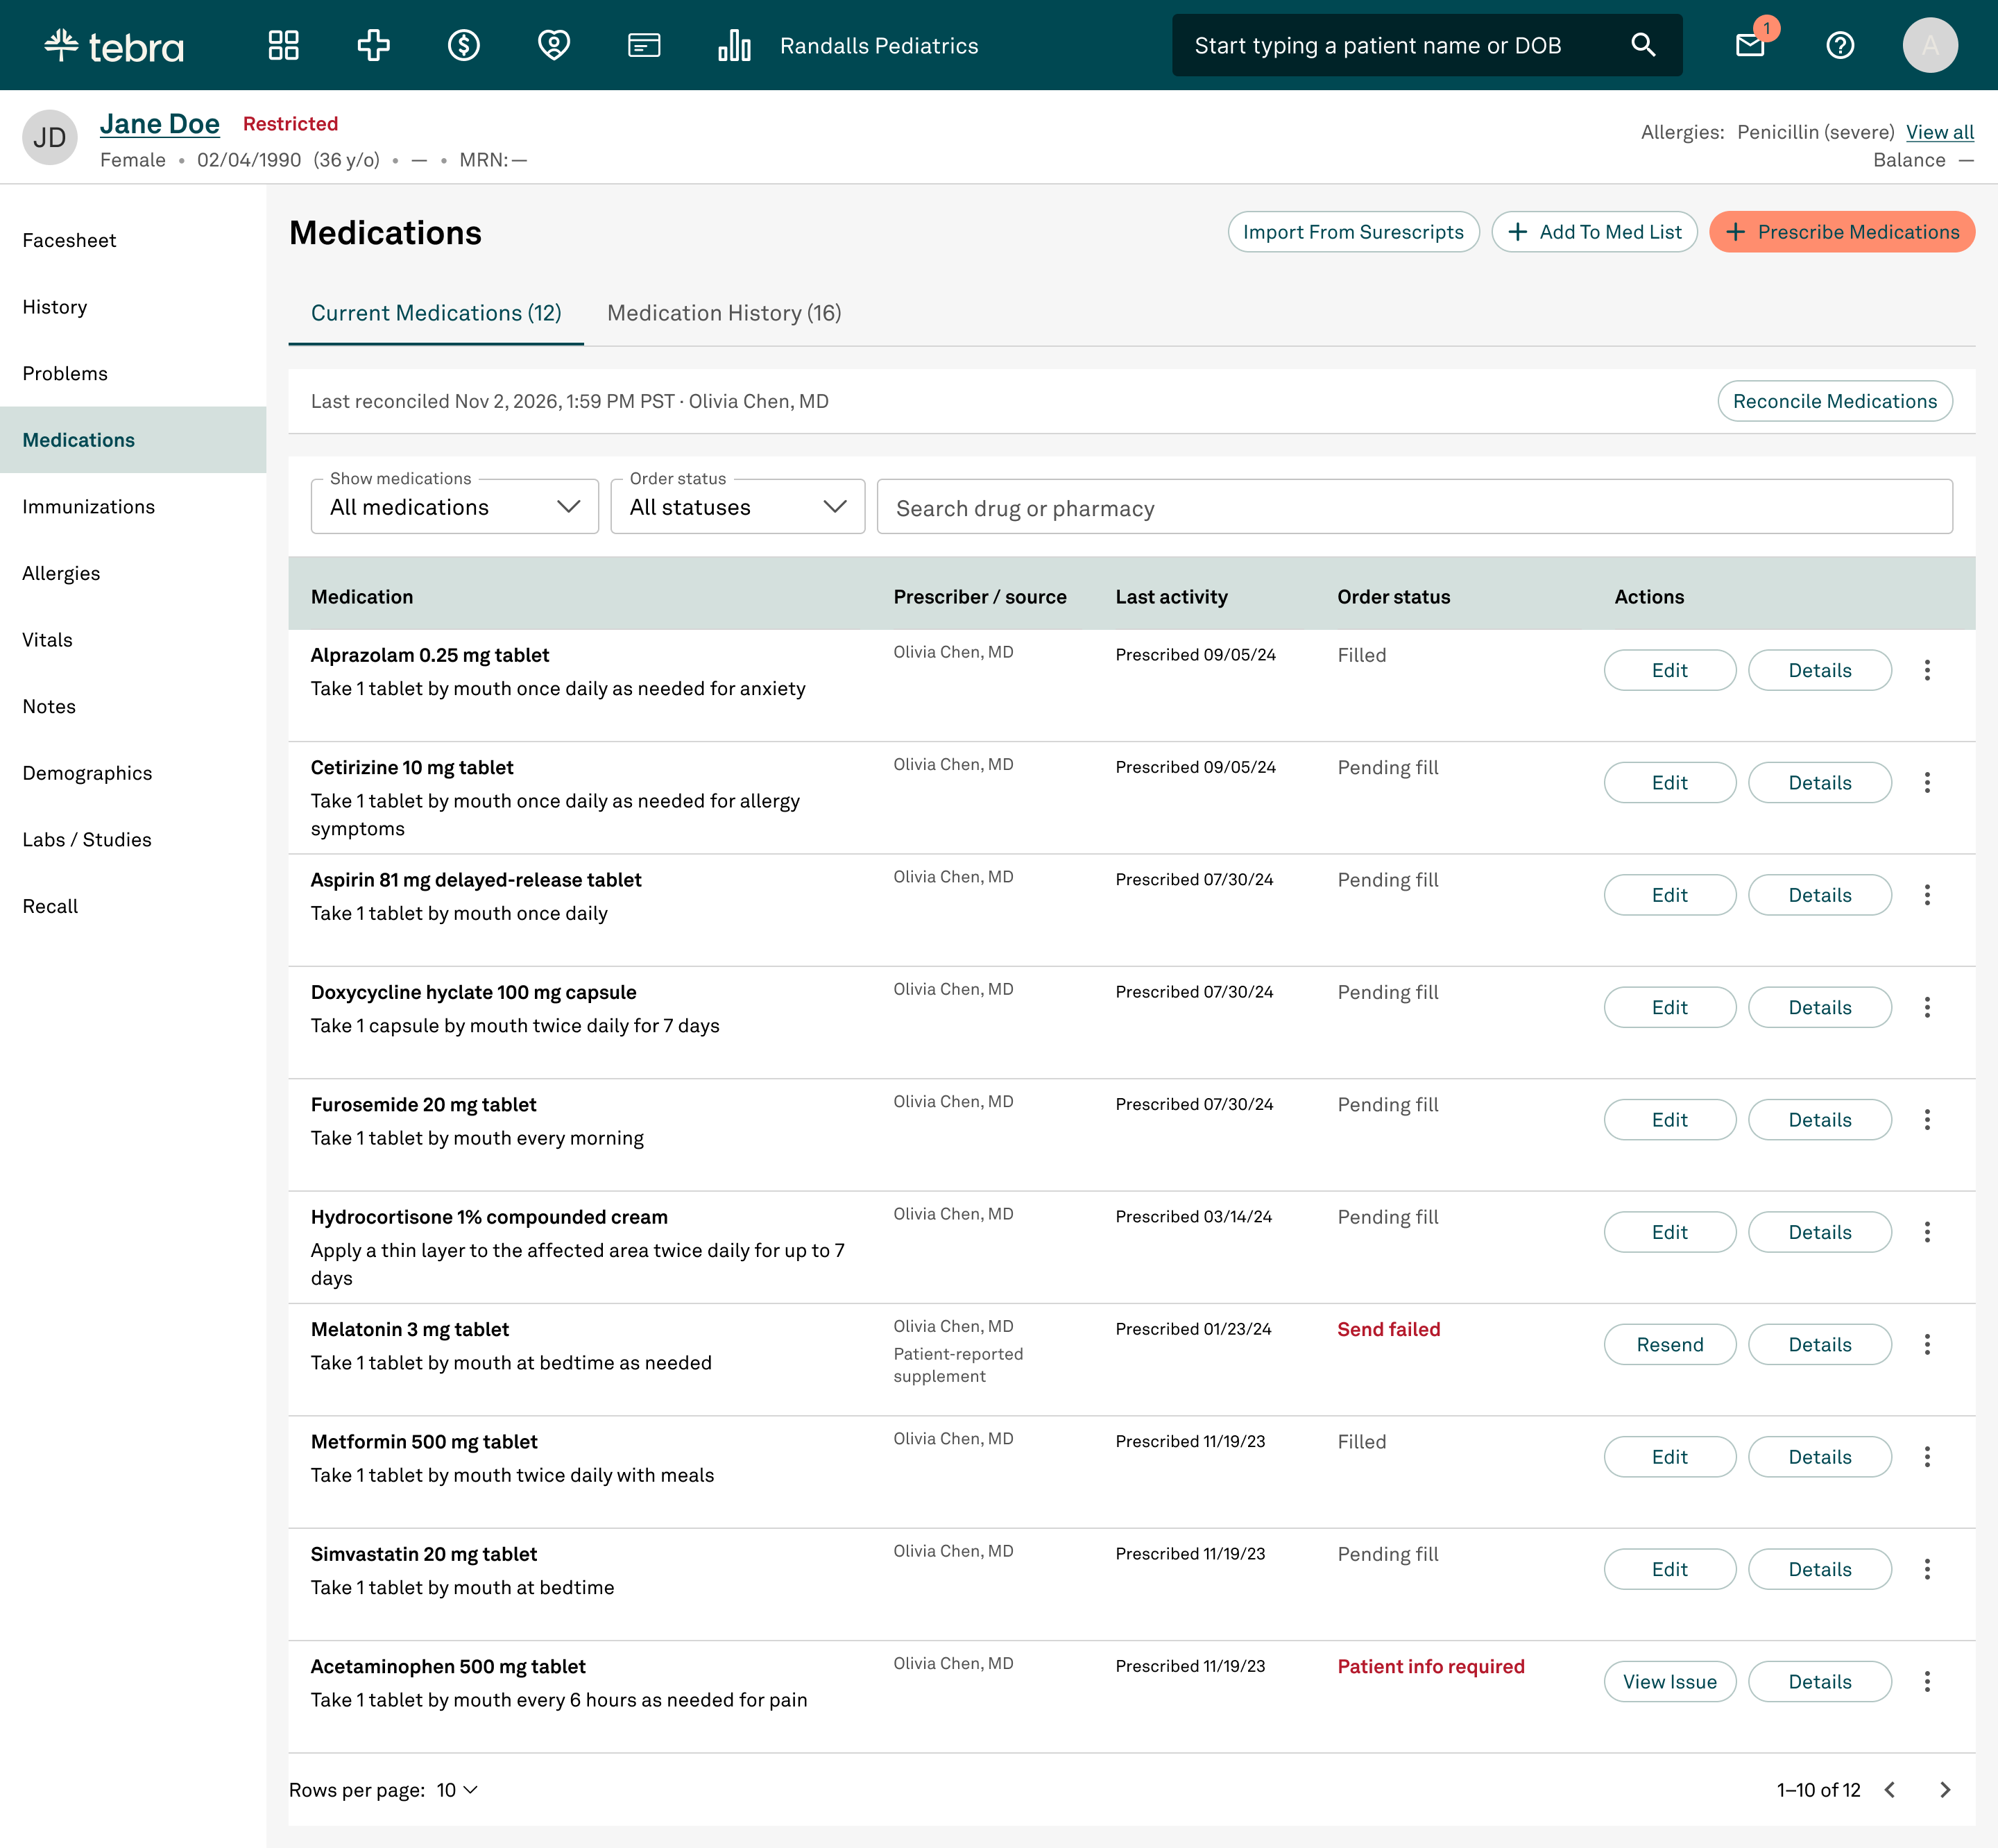 tebra
Randalls Pediatrics
Start typing a patient name or DOB
1
A
JD
Jane Doe Restricted
Female • 02/04/1990 (36 y/o) • — • MRN: —
Allergies: Penicillin (severe) View all
Balance —
Facesheet
History
Problems
Medications
Immunizations
Allergies
Vitals
Notes
Demographics
Labs / Studies
Recall
Medications
Import From Surescripts
+ Add To Med List
+ Prescribe Medications
Current Medications (12)
Medication History (16)
Last reconciled Nov 2, 2026, 1:59 PM PST · Olivia Chen, MD
Reconcile Medications
Show medications
All medications
Order status
All statuses
Search drug or pharmacy
Medication Prescriber / source Last activity Order status Actions
Alprazolam 0.25 mg tablet Olivia Chen, MD Prescribed 09/05/24 Filled Edit Details
Take 1 tablet by mouth once daily as needed for anxiety
Cetirizine 10 mg tablet Olivia Chen, MD Prescribed 09/05/24 Pending fill Edit Details
Take 1 tablet by mouth once daily as needed for allergy
symptoms
Aspirin 81 mg delayed-release tablet Olivia Chen, MD Prescribed 07/30/24 Pending fill Edit Details
Take 1 tablet by mouth once daily
Doxycycline hyclate 100 mg capsule Olivia Chen, MD Prescribed 07/30/24 Pending fill Edit Details
Take 1 capsule by mouth twice daily for 7 days
Furosemide 20 mg tablet Olivia Chen, MD Prescribed 07/30/24 Pending fill Edit Details
Take 1 tablet by mouth every morning
Hydrocortisone 1% compounded cream Olivia Chen, MD Prescribed 03/14/24 Pending fill Edit Details
Apply a thin layer to the affected area twice daily for up to 7
days
Melatonin 3 mg tablet Olivia Chen, MD Prescribed 01/23/24 Send failed Resend Details
Take 1 tablet by mouth at bedtime as needed Patient-reported
supplement
Metformin 500 mg tablet Olivia Chen, MD Prescribed 11/19/23 Filled Edit Details
Take 1 tablet by mouth twice daily with meals
Simvastatin 20 mg tablet Olivia Chen, MD Prescribed 11/19/23 Pending fill Edit Details
Take 1 tablet by mouth at bedtime
Acetaminophen 500 mg tablet Olivia Chen, MD Prescribed 11/19/23 Patient info required View Issue Details
Take 1 tablet by mouth every 6 hours as needed for pain
Rows per page: 10
1–10 of 12